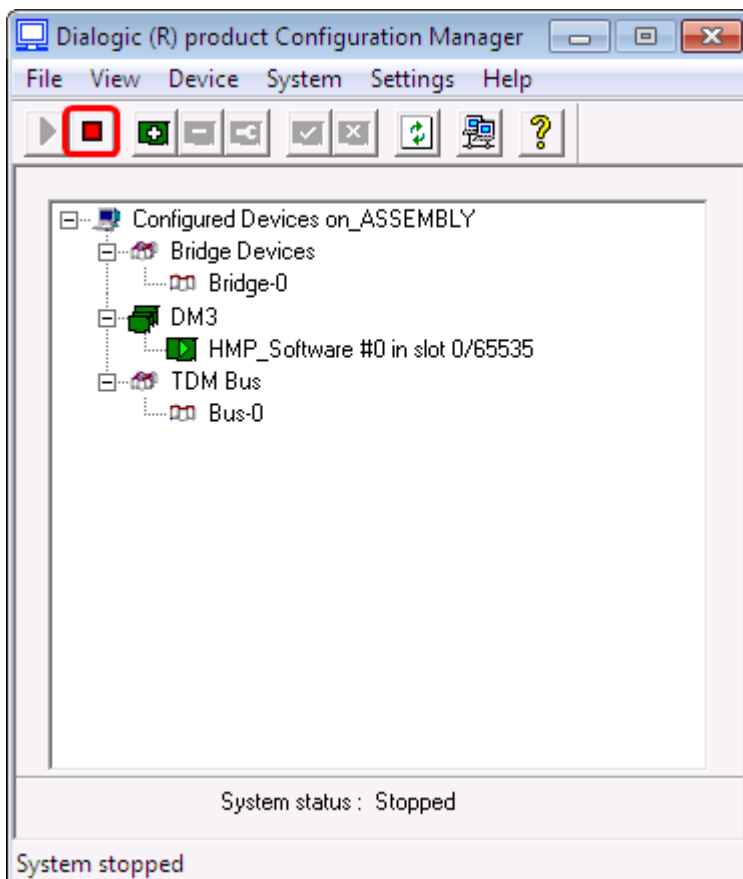 Dialogic (R) product Configuration Manager
File View Device System Settings Help
Configured Devices on_ASSEMBLY
Bridge Devices
Bridge-0
DM3
HMP_Software #0 in slot 0/65535
TDM Bus
Bus-0
System status : Stopped
System stopped